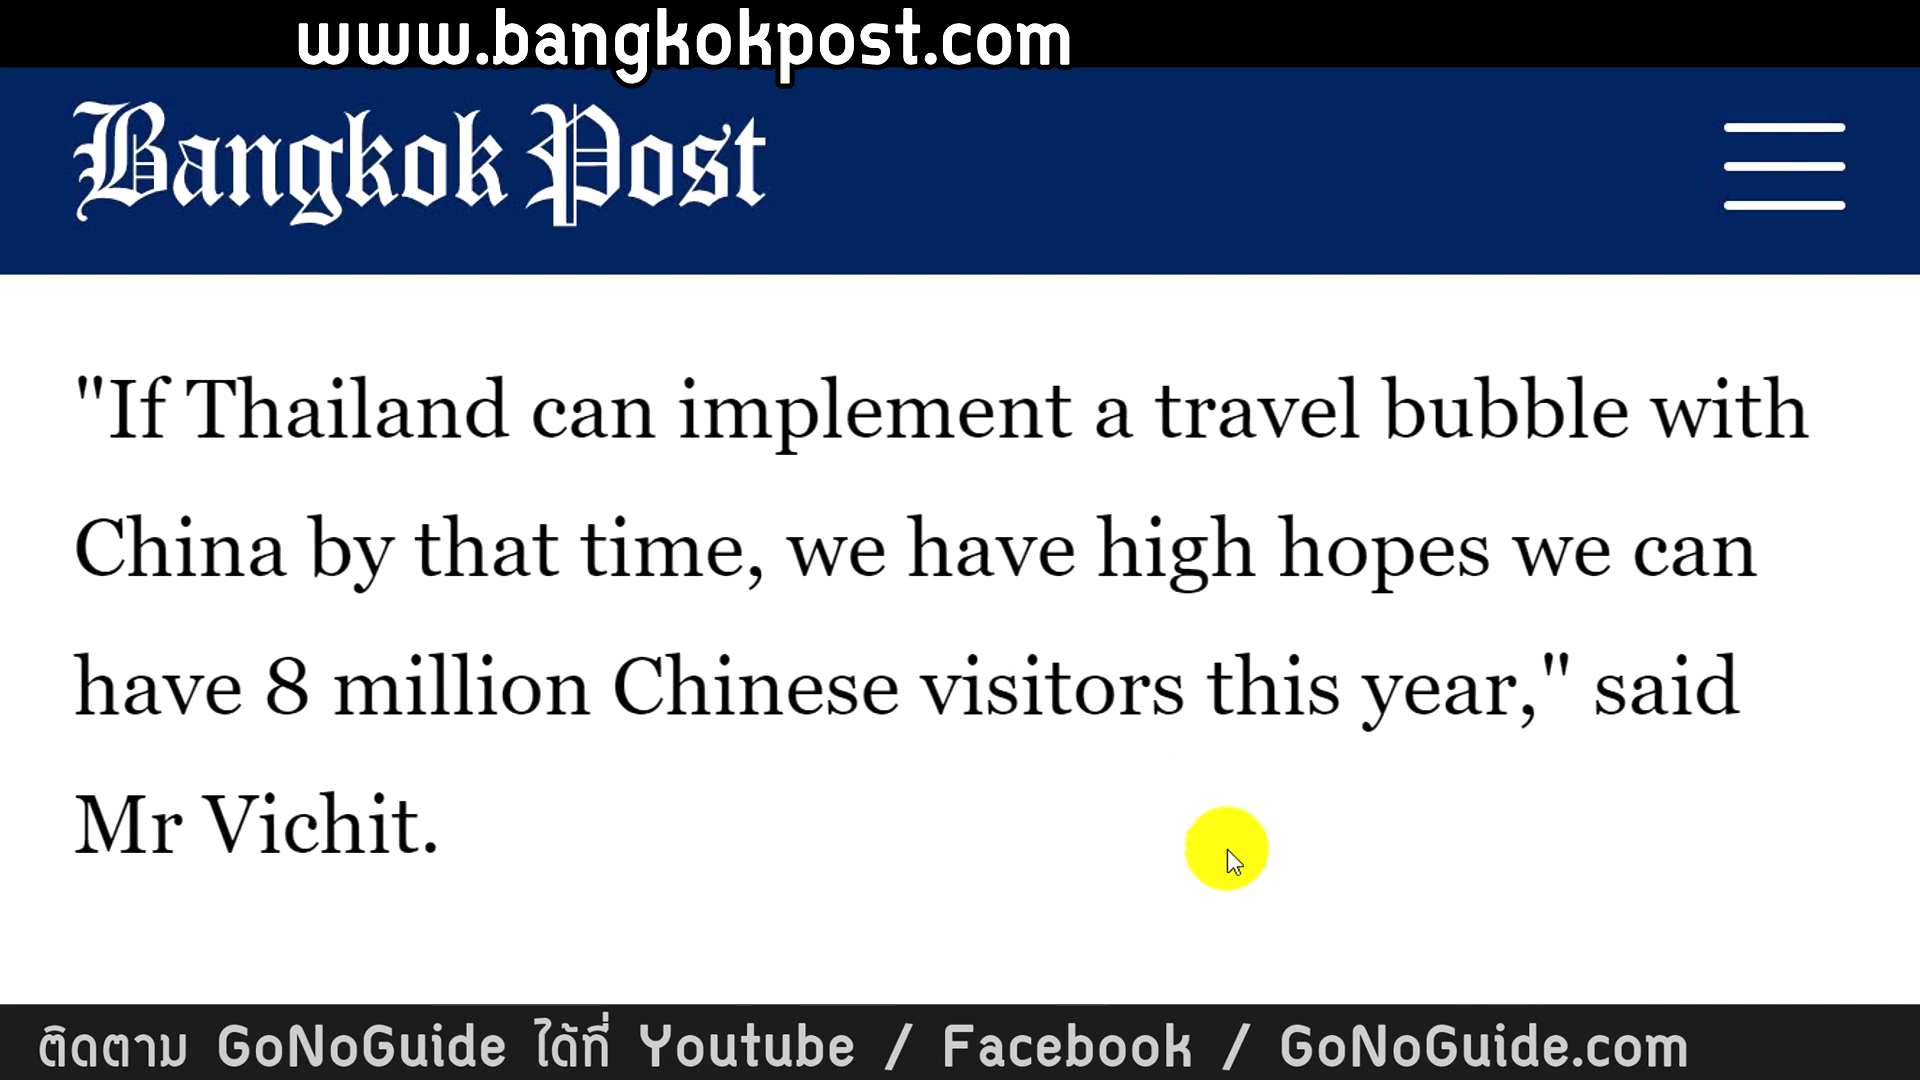 www.bangkokpost.com
Bangkok Post
"If Thailand can implement a travel bubble with
China by that time, we have high hopes we can
have 8 million Chinese visitors this year," said
Mr Vichit.
ติดตาม GoNoGuide ได้ที่ Youtube / Facebook / GoNoGuide.com